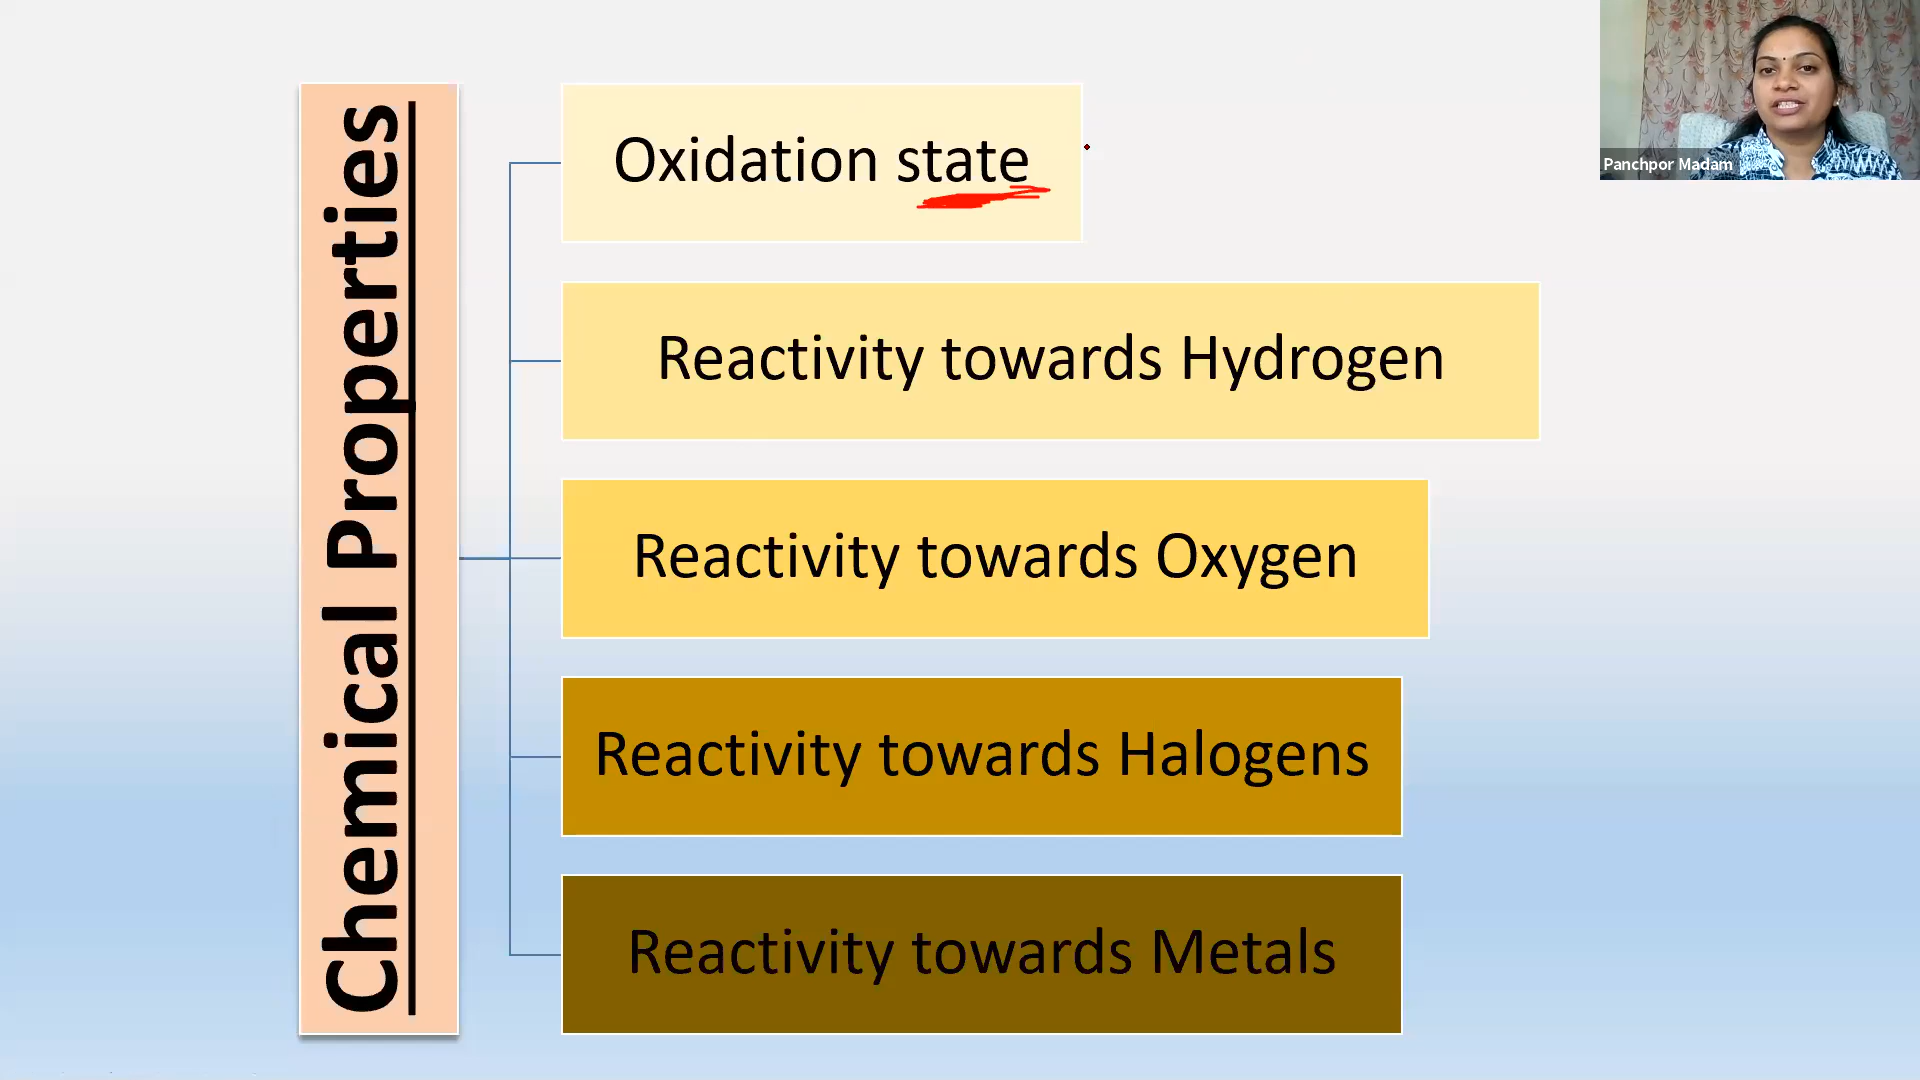 Chemical Properties
Oxidation state
Reactivity towards Hydrogen
Reactivity towards Oxygen
Reactivity towards Halogens
Reactivity towards Metals
Panchpor Madam